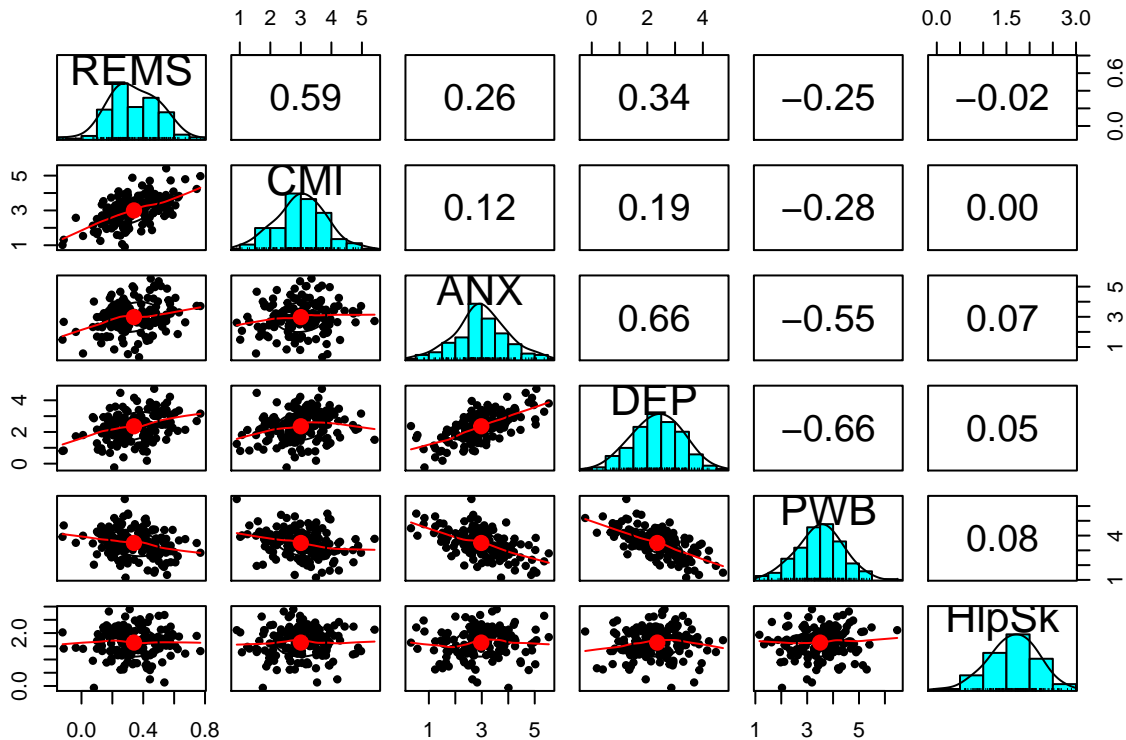 1 2 3 4 5 0 2 4 0.0 1.5 3.0
REMS 0.59 0.26 0.34 −0.25 −0.02 0.0 0.6
1 3 5 CMI 0.12 0.19 −0.28 0.00
ANX 0.66 −0.55 0.07 1 3 5
0 2 4 DEP −0.66 0.05
PWB 0.08 1 4
0.0 2.0 HlpSk
0.0 0.4 0.8 1 3 5 1 3 5